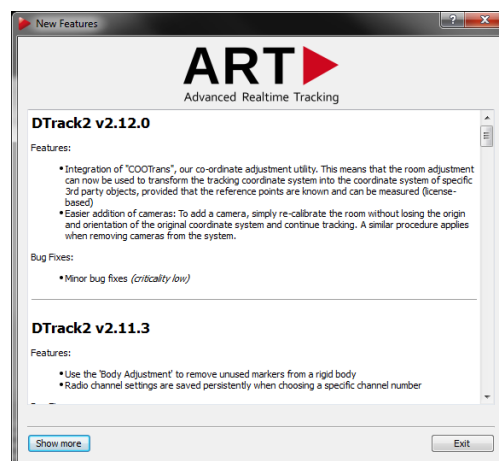 New Features
ART
Advanced Realtime Tracking
DTrack2 v2.12.0
Features:
•Integration of "COOTrans", our co-ordinate adjustment utility. This means that the room adjustment
can now be used to transform the tracking coordinate system into the coordinate system of specific
3rd party objects, provided that the reference points are known and can be measured (license-
based)
•Easier addition of cameras: To add a camera, simply re-calibrate the room without losing the origin
and orientation of the original coordinate system and continue tracking. A similar procedure applies
when removing cameras from the system.
Bug Fixes:
•Minor bug fixes (criticality low)
DTrack2 v2.11.3
Features:
•Use the 'Body Adjustment' to remove unused markers from a rigid body
•Radio channel settings are saved persistently when choosing a specific channel number
Show more
Exit